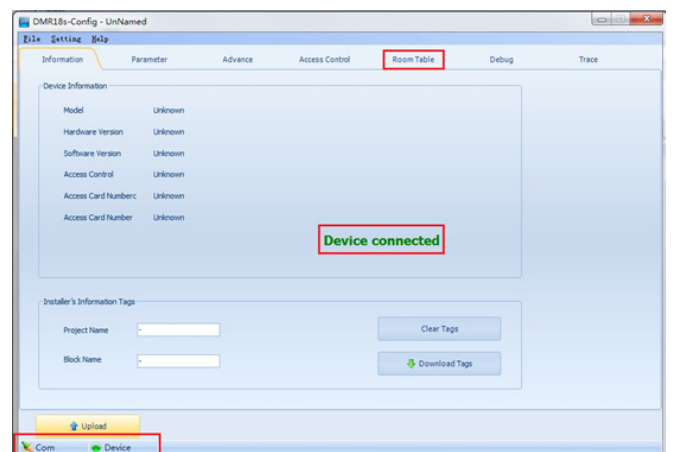 DMR18s-Config - UnNamed
File Setting Help
Information Parameter Advance Access Control Room Table Debug Trace
Device Information
Model Unknown
Hardware Version Unknown
Software Version Unknown
Access Control Unknown
Access Card Numberc Unknown
Access Card Number Unknown
Device connected
Installer's Information Tags
Project Name -
Clear Tags
Block Name -
Download Tags
Upload
Com Device